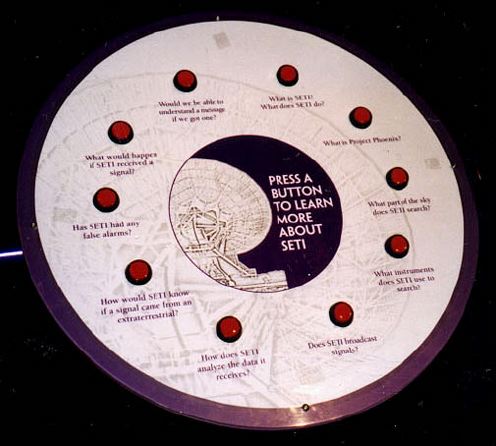 PRESS A
BUTTON
TO LEARN
MORE
ABOUT
SETI
What is SETI?
What does SETI do?
What is Project Phoenix?
What part of the sky
does SETI search?
What instruments
does SETI use to
search?
Does SETI broadcast
signals?
How does SETI
analyze the data it
receives?
How would SETI know
if a signal came from an
extraterrestrial?
Has SETI had any
false alarms?
What would happen
if SETI received a
signal?
Would we be able to
understand a message
if we got one?